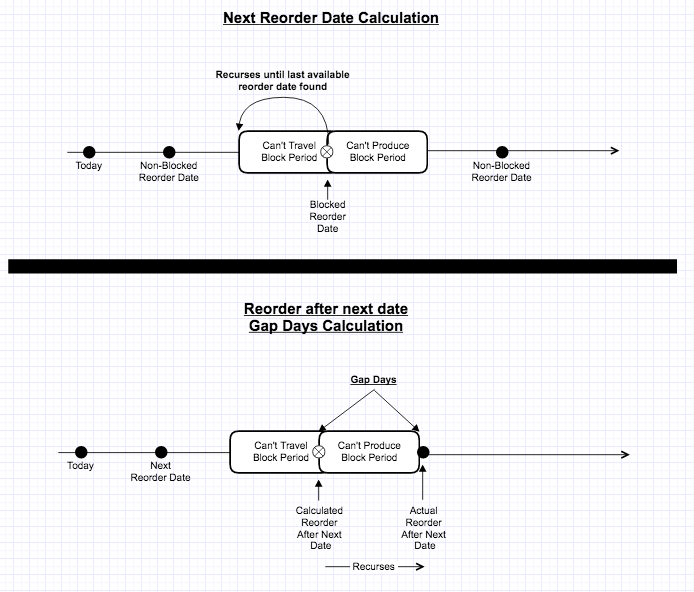 Next Reorder Date Calculation
Recurses until last available
reorder date found
Can't Travel
Block Period
Can't Produce
Block Period
Today
Non-Blocked
Reorder Date
Non-Blocked
Reorder Date
Blocked
Reorder
Date
Reorder after next date
Gap Days Calculation
Gap Days
Can't Travel
Block Period
Can't Produce
Block Period
Today
Next
Reorder Date
Calculated
Reorder
After Next
Date
Actual
Reorder
After Next
Date
Recurses